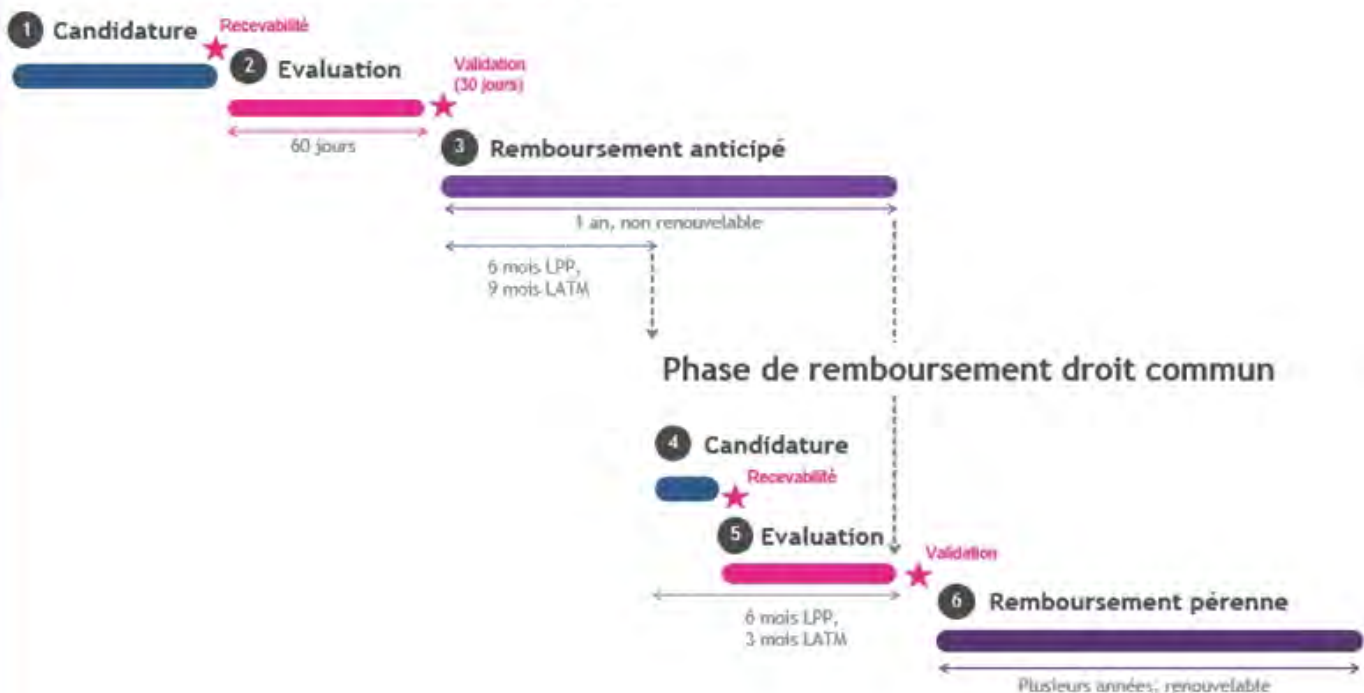 1 Candidature
Recevabilité
2 Evaluation
Validation
(30 jours)
60 jours
3 Remboursement anticipé
1 an, non renouvelable
6 mois LPP,
9 mois LATM
Phase de remboursement droit commun
4 Candidature
Recevabilité
5 Evaluation
Validation
6 mois LPP,
3 mois LATM
6 Remboursement pérenne
Plusieurs années, renouvelable